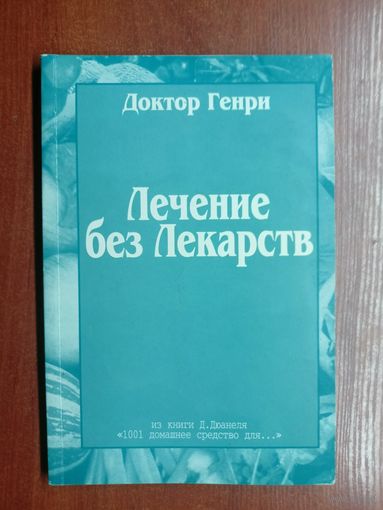 Доктор Генри
Лечение
без Лекарств
из книги Д.Дюанеля
«1001 домашнее средство для...»